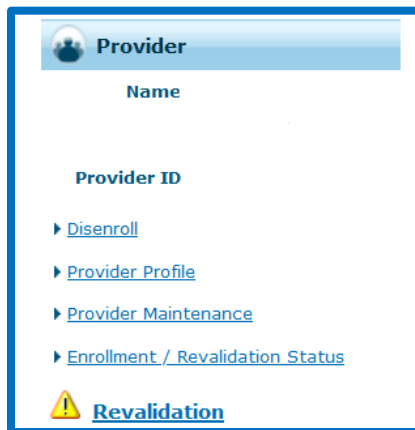 Provider
Name
Provider ID
Disenroll
Provider Profile
Provider Maintenance
Enrollment / Revalidation Status
Revalidation